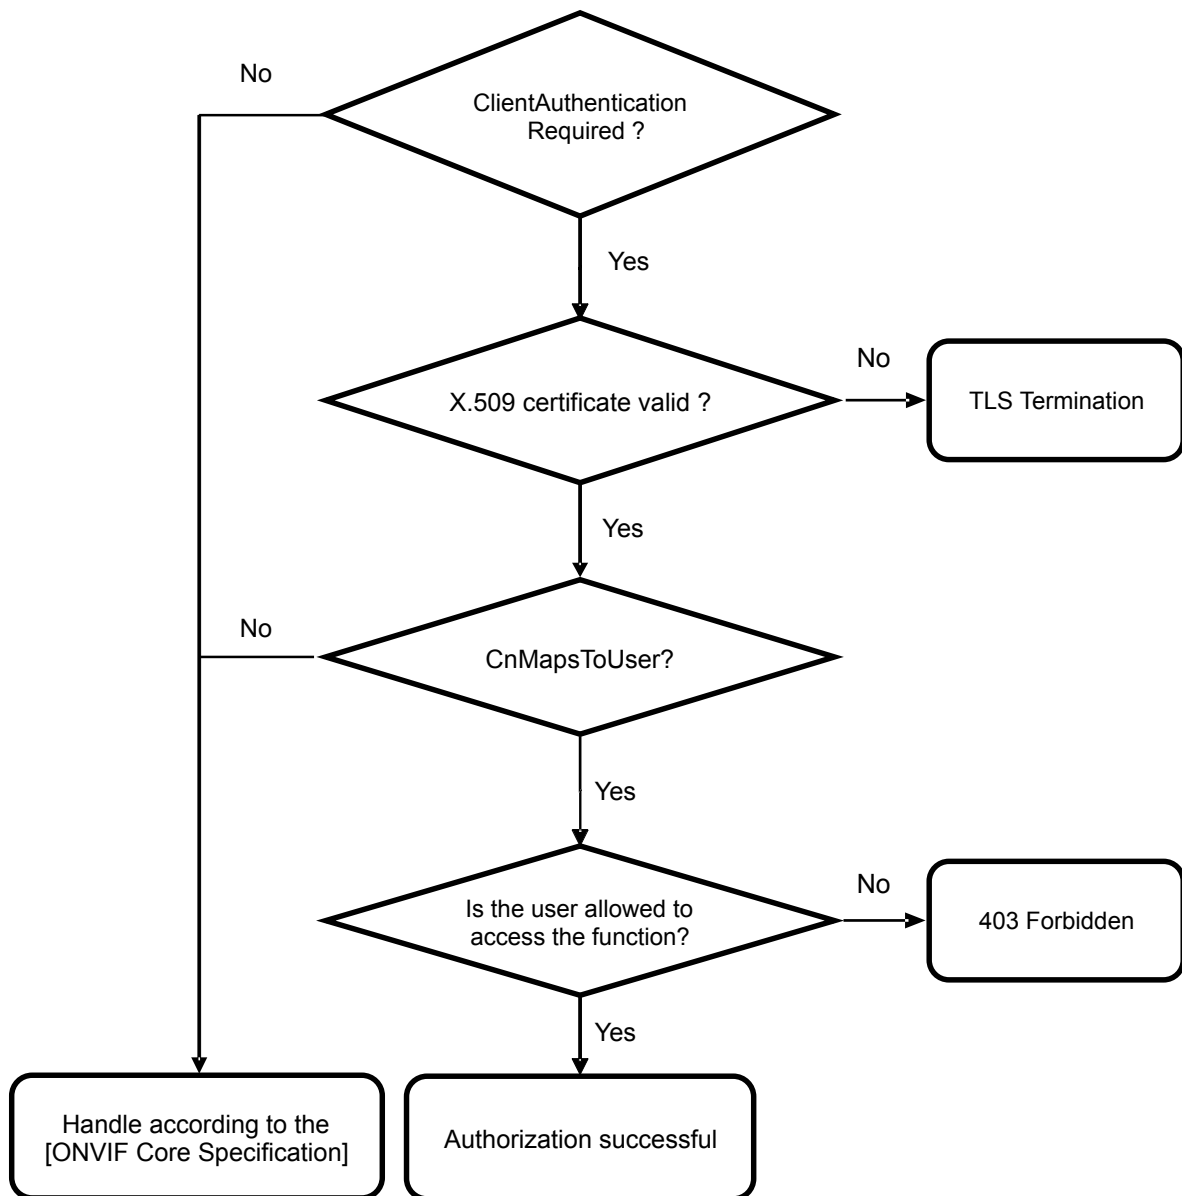 No
ClientAuthentication
Required ?
Yes
X.509 certificate valid ?
No
TLS Termination
Yes
No
CnMapsToUser?
Yes
Is the user allowed to
access the function?
No
403 Forbidden
Yes
Handle according to the
[ONVIF Core Specification]
Authorization successful